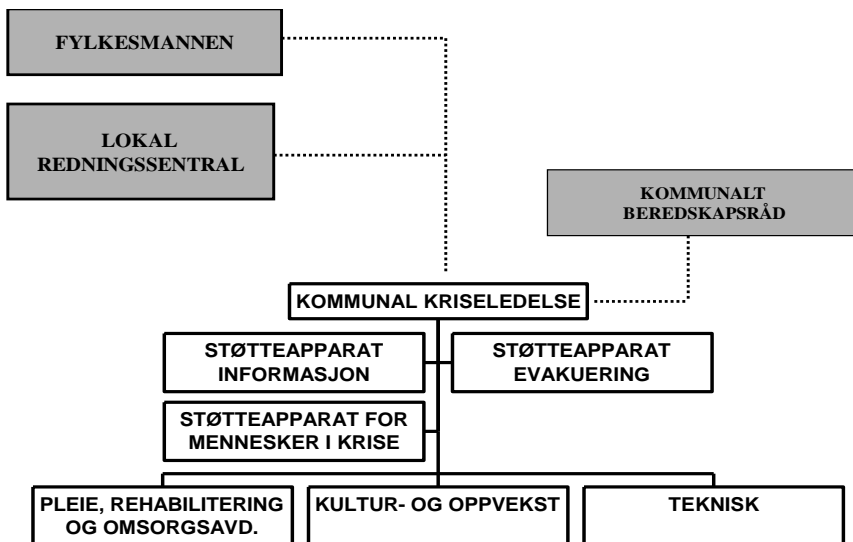 FYLKESMANNEN
LOKAL
REDNINGSSENTRAL
KOMMUNALT
BEREDSKAPSRÅD
KOMMUNAL KRISELEDELSE
STØTTEAPPARAT
INFORMASJON
STØTTEAPPARAT
EVAKUERING
STØTTEAPPARAT FOR
MENNESKER I KRISE
PLEIE, REHABILITERING
OG OMSORGSAVD.
KULTUR- OG OPPVEKST
TEKNISK